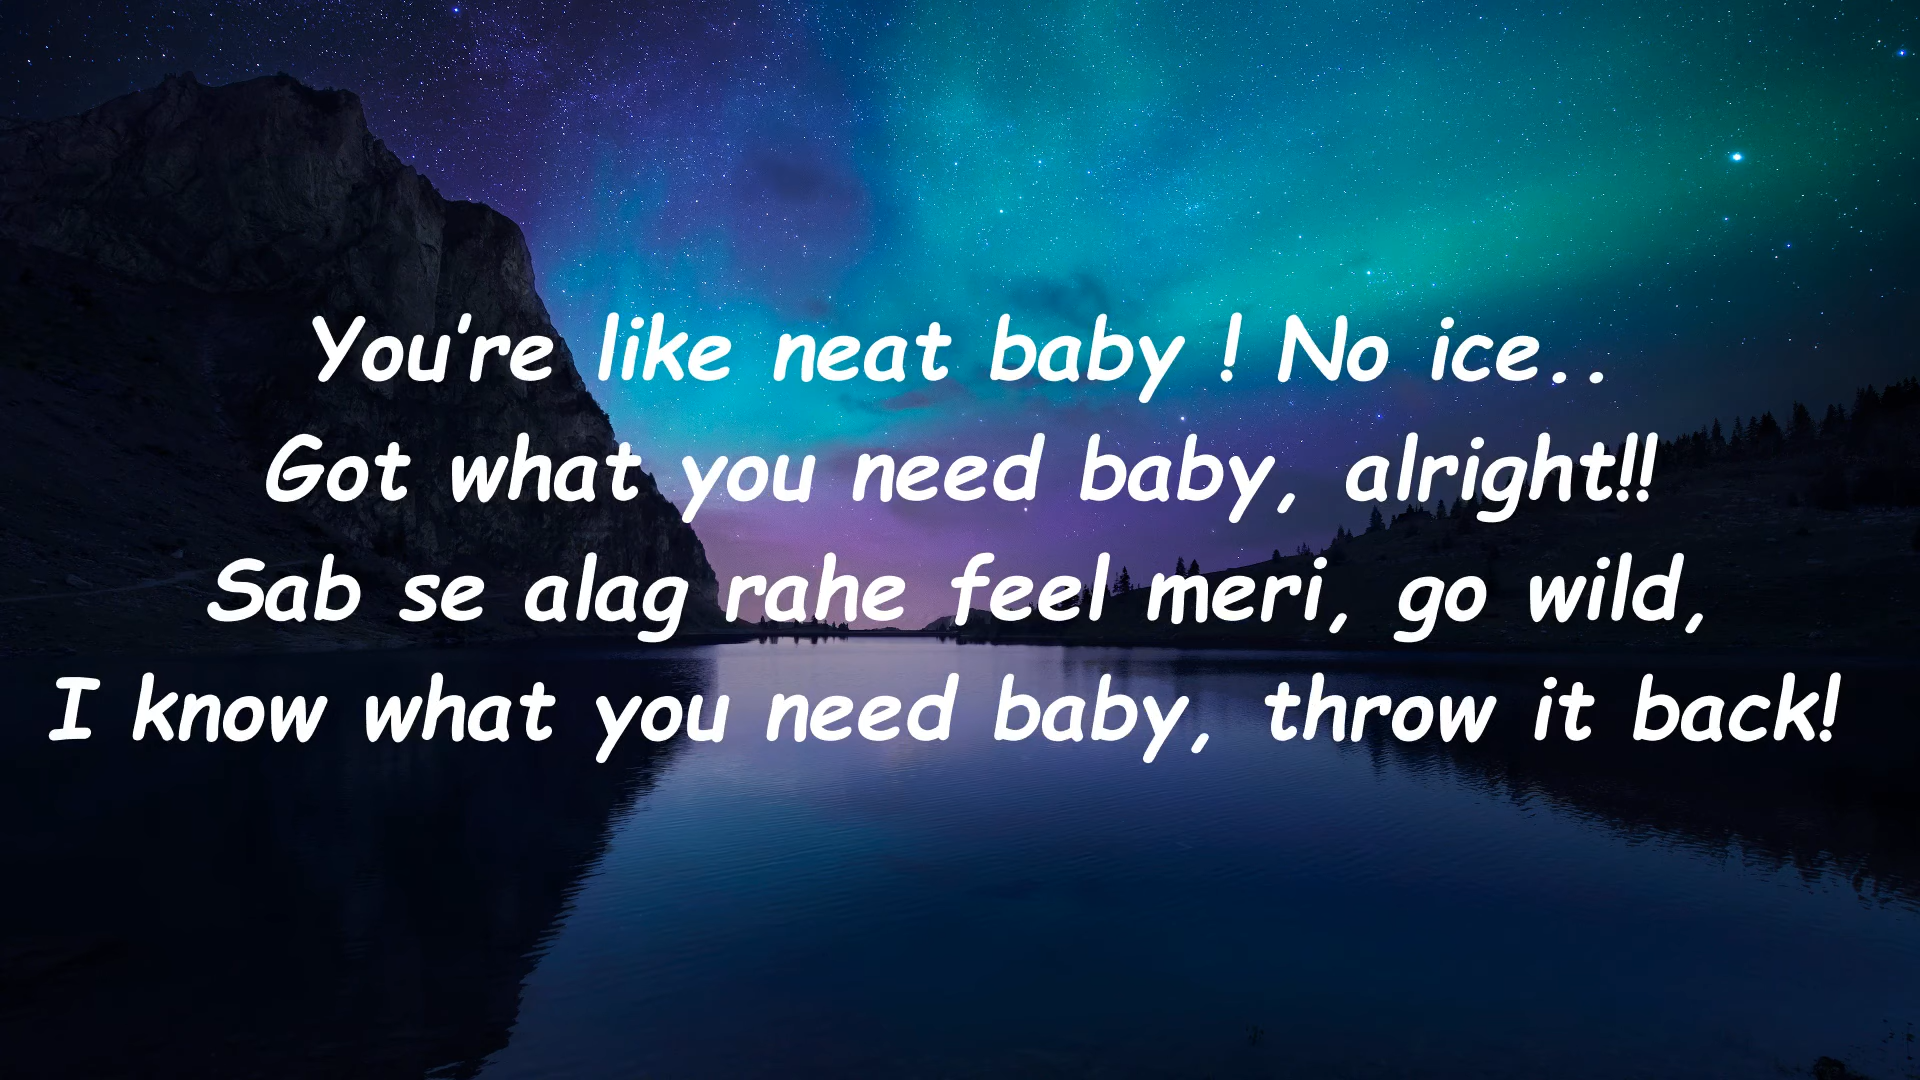 You're like neat baby ! No ice..
Got what you need baby, alright!!
Sab se alag rahe feel meri, go wild,
I know what you need baby, throw it back!